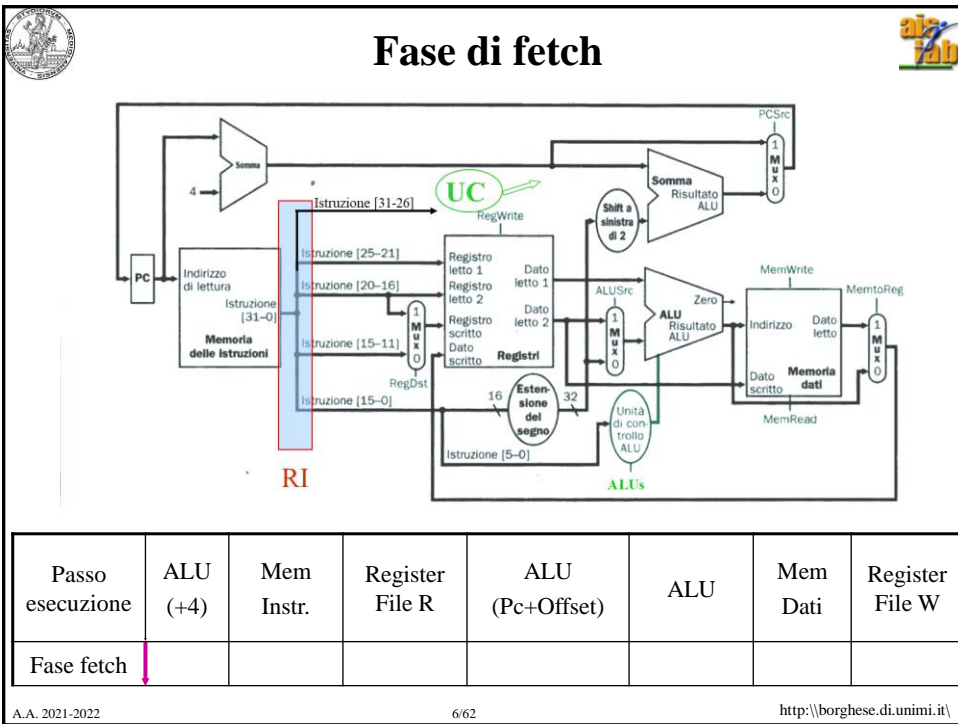 Fase di fetch
PCSrc
1
Mux
0
Somma
4
UC
Somma
Risultato
ALU
Shift a
sinistra
di 2
Istruzione [31-26]
RegWrite
PC
Indirizzo
di lettura
Istruzione
[31–0]
Memoria
delle istruzioni
Istruzione [25–21]
Istruzione [20–16]
Istruzione [15–11]
Istruzione [15–0]
1
Mux
0
RegDst
Registro
letto 1
Registro
letto 2
Registro
scritto
Dato
scritto
Dato
letto 1
Dato
letto 2
Registri
ALUSrc
1
Mux
0
Zero
ALU
Risultato
ALU
MemWrite
Indirizzo
Dato
letto
Memoria
dati
Dato
scritto
MemRead
MemtoReg
1
Mux
0
16
Esten-
sione
del
segno
32
Unità
di con-
trollo
ALU
Istruzione [5–0]
RI
ALUs
Passo esecuzione
ALU (+4)
Mem Instr.
Register File R
ALU (Pc+Offset)
ALU
Mem Dati
Register File W
Fase fetch
A.A. 2021-2022
6/62
http:\\borghese.di.unimi.it\